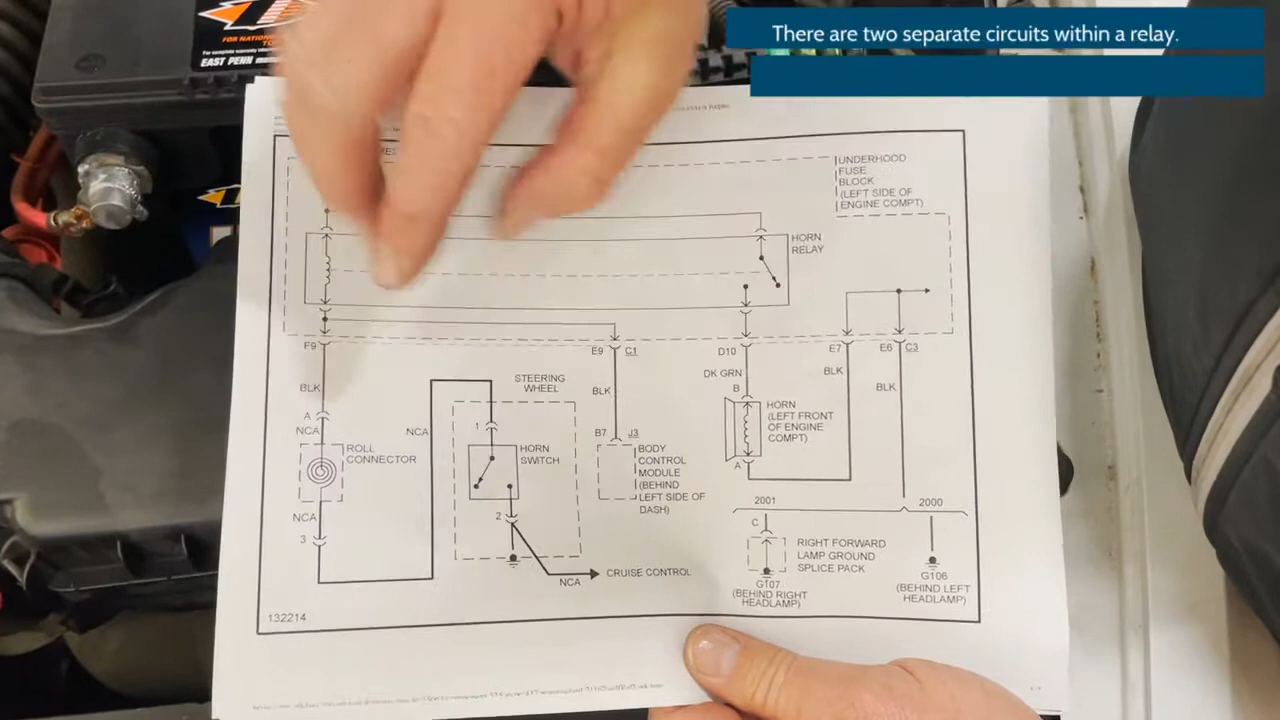 There are two separate circuits within a relay.
FOR NATION
EAST PENN
UNDERHOOD
FUSE
BLOCK
(LEFT SIDE OF
ENGINE COMPT)
HORN
RELAY
E9
E9
C1
D10
E7
E6
C3
BLK
BLK
DK GRN
BLK
BLK
STEERING
WHEEL
A
NCA
NCA
1
B
HORN
(LEFT FRONT
OF ENGINE
COMPT)
ROLL
CONNECTOR
HORN
SWITCH
B7
J3
BODY
CONTROL
MODULE
(BEHIND
LEFT SIDE OF
DASH)
A
NCA
3
2
2001
2000
C
RIGHT FORWARD
LAMP GROUND
SPLICE PACK
NCA
CRUISE CONTROL
G107
(BEHIND RIGHT
HEADLAMP)
G106
(BEHIND LEFT
HEADLAMP)
132214